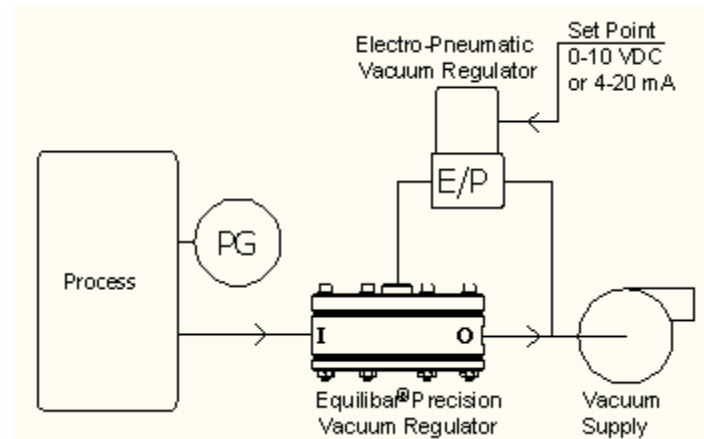 Set Point
Electro-Pneumatic
Vacuum Regulator
0-10 VDC
or 4-20 mA
E/P
PG
Process
I
O
Equilibar® Precision
Vacuum Regulator
Vacuum
Supply